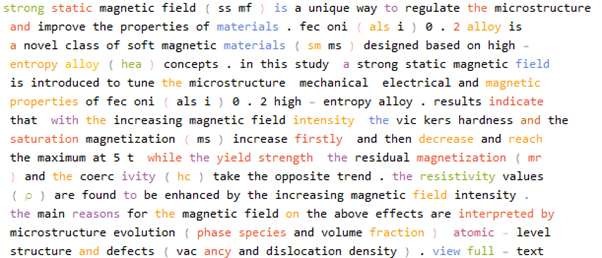 strong static magnetic field ( ss mf ) is a unique way to regulate the microstructure
and improve the properties of materials . fec oni ( als i ) 0 . 2 alloy is
a novel class of soft magnetic materials ( sm ms ) designed based on high –
entropy alloy ( hea ) concepts . in this study a strong static magnetic field
is introduced to tune the microstructure mechanical electrical and magnetic
properties of fec oni ( als i ) 0 . 2 high – entropy alloy . results indicate
that with the increasing magnetic field intensity the vic kers hardness and the
saturation magnetization ( ms ) increase firstly and then decrease and reach
the maximum at 5 t while the yield strength the residual magnetization ( mr
) and the coerc ivity ( hc ) take the opposite trend . the resistivity values
( ρ ) are found to be enhanced by the increasing magnetic field intensity .
the main reasons for the magnetic field on the above effects are interpreted by
microstructure evolution ( phase species and volume fraction ) atomic – level
structure and defects ( vac ancy and dislocation density ) . view full – text